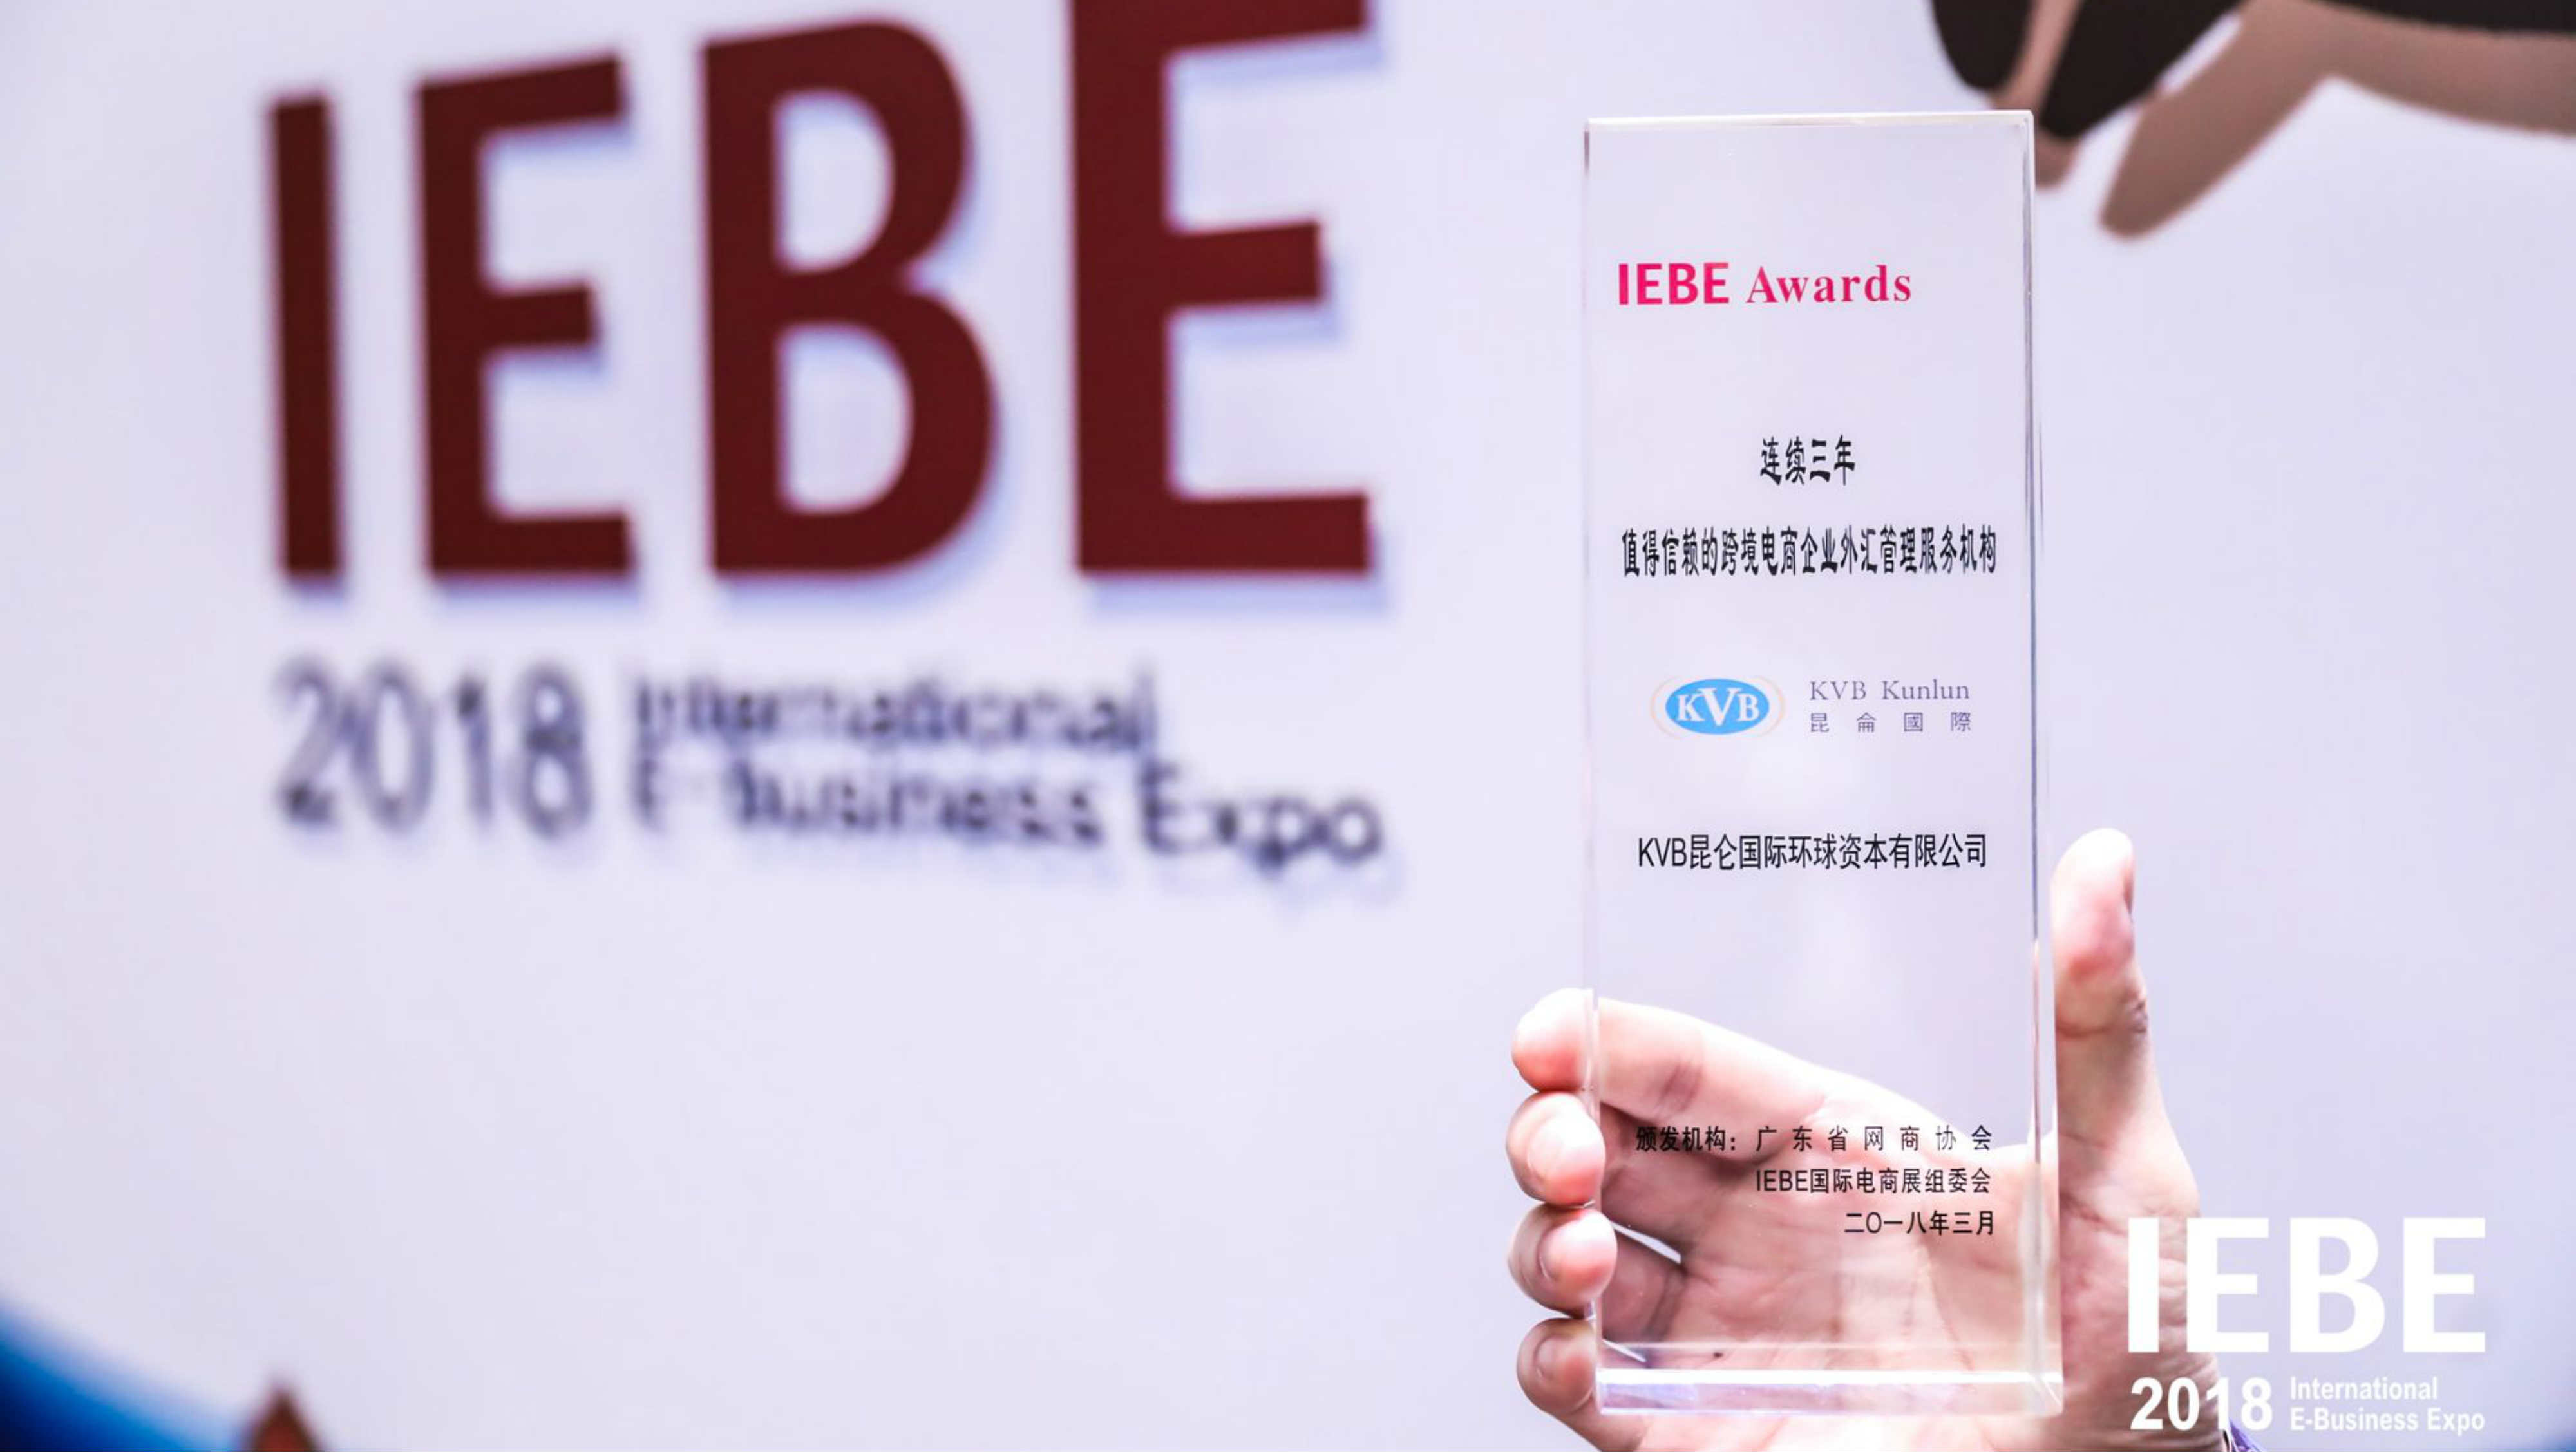 IEBE
2018 International
E-Business Expo
IEBE Awards
连续三年
值得信赖的跨境电商企业外汇管理服务机构
KVB
KVB Kunlun
昆侖國際
KVB昆仑国际环球资本有限公司
颁发机构：广东省网商协会
IEBE国际电商展组委会
二〇一八年三月
IEBE
2018 International
E-Business Expo